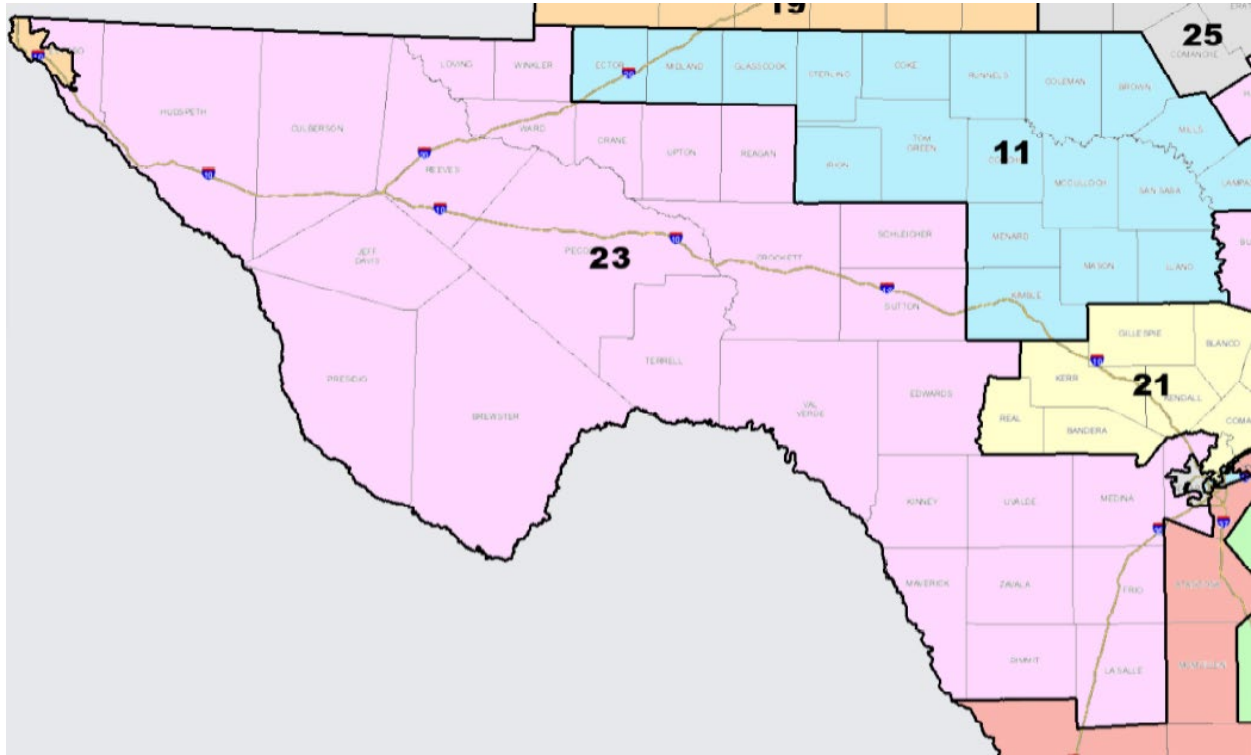 19
25
COMANCHE
LOVING
WINKLER
ECTOR
MIDLAND
GLASSCOCK
STERLING
COKE
RUNNELS
COLEMAN
BROWN
HUDSPETH
CULBERSON
WARD
CRANE
UPTON
REAGAN
IRION
TOM
GREEN
11
MILLS
REEVES
MCCULLOCH
SAN SABA
JEFF
DAVIS
23
CROCKETT
SCHLEICHER
MENARD
MASON
LLANO
SUTTON
KIMBLE
GILLESPIE
BLANCO
TERRELL
PRESIDIO
BREWSTER
VAL
VERDE
EDWARDS
KERR
21
KENDALL
REAL
BANDERA
KINNEY
UVALDE
MEDINA
MAVERICK
ZAVALA
FRIO
DIMMIT
LA SALLE
MCMULLEN